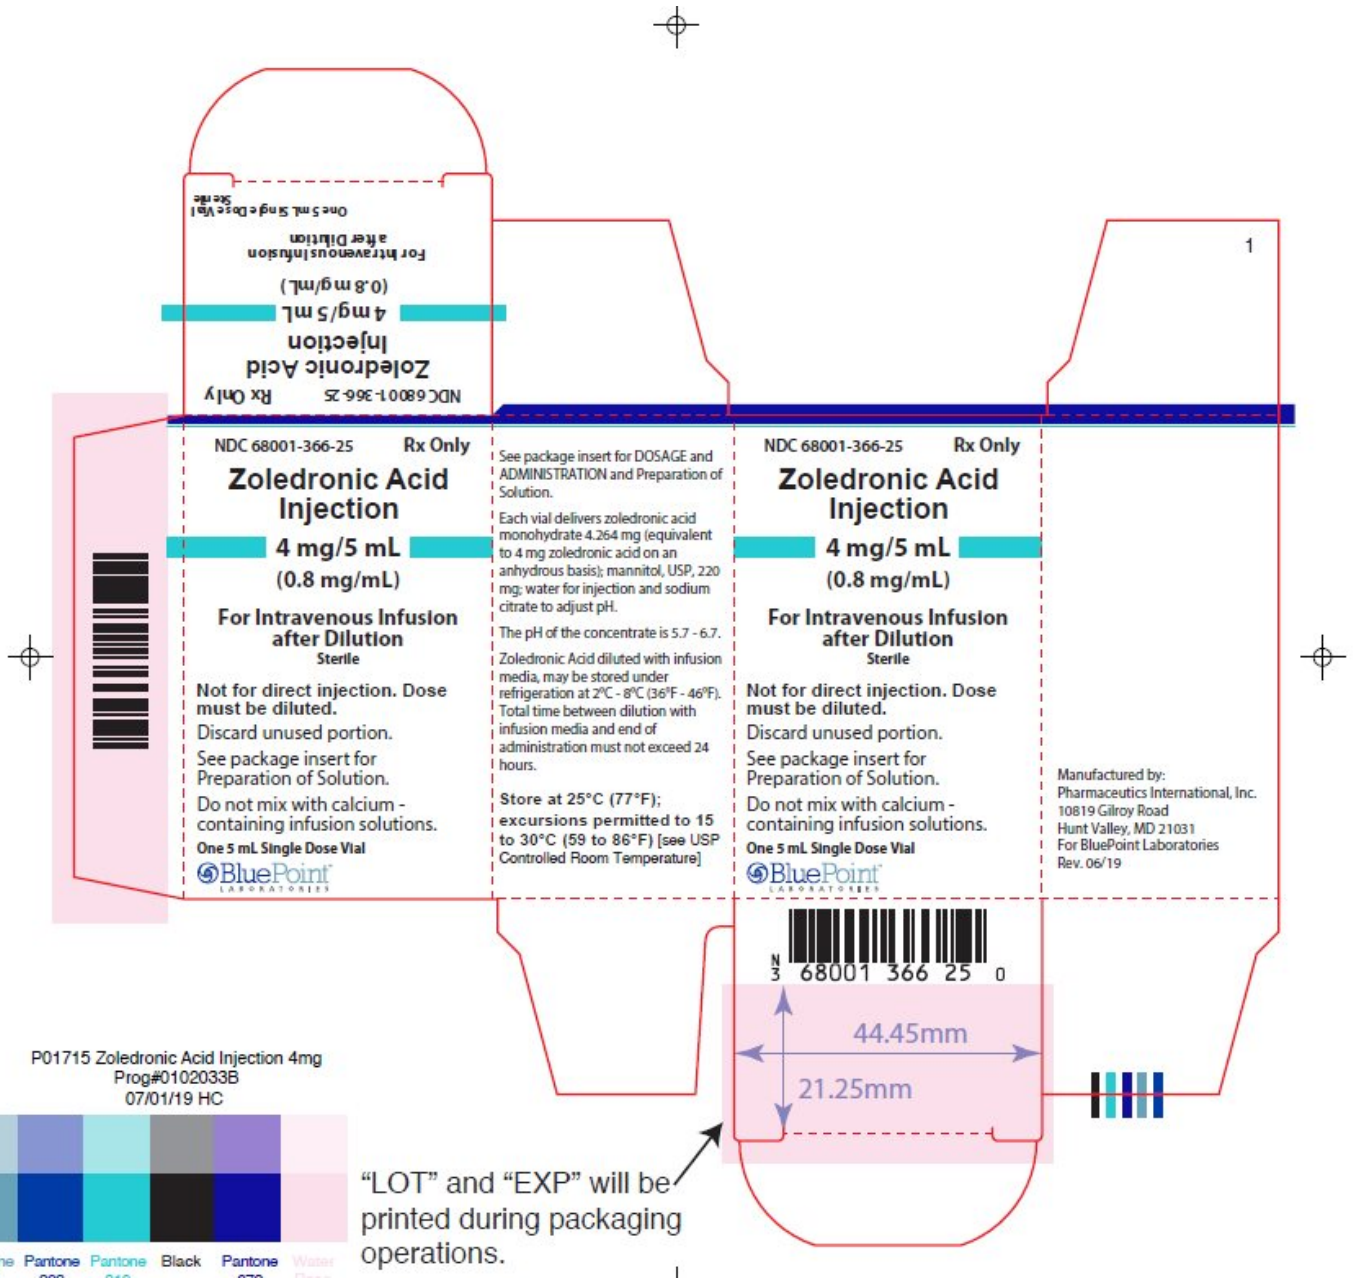 Sterile
One 5 mL Single Dose Vial
For Intravenous Infusion
after Dilution
(0.8 mg/mL)
4 mg/5 mL
Zoledronic Acid
Injection
NDC 68001-366-25 Rx Only
1
NDC 68001-366-25 Rx Only
Zoledronic Acid
Injection
4 mg/5 mL
(0.8 mg/mL)
For Intravenous Infusion
after Dilution
Sterile
Not for direct injection. Dose
must be diluted.
Discard unused portion.
See package insert for
Preparation of Solution.
Do not mix with calcium -
containing infusion solutions.
One 5 mL Single Dose Vial
BluePoint
LABORATORIES
See package insert for DOSAGE and
ADMINISTRATION and Preparation of
Solution.
Each vial delivers zoledronic acid
monohydrate 4.264 mg (equivalent
to 4 mg zoledronic acid on an
anhydrous basis); mannitol, USP, 220
mg; water for injection and sodium
citrate to adjust pH.
The pH of the concentrate is 5.7 - 6.7.
Zoledronic Acid diluted with infusion
media, may be stored under
refrigeration at 2ºC - 8ºC (36ºF - 46ºF).
Total time between dilution with
infusion media and end of
administration must not exceed 24
hours.
Store at 25°C (77°F);
excursions permitted to 15
to 30°C (59 to 86°F) [see USP
Controlled Room Temperature]
NDC 68001-366-25 Rx Only
Zoledronic Acid
Injection
4 mg/5 mL
(0.8 mg/mL)
For Intravenous Infusion
after Dilution
Sterile
Not for direct injection. Dose
must be diluted.
Discard unused portion.
See package insert for
Preparation of Solution.
Do not mix with calcium -
containing infusion solutions.
One 5 mL Single Dose Vial
BluePoint
LABORATORIES
Manufactured by:
Pharmaceutics International, Inc.
10819 Gilroy Road
Hunt Valley, MD 21031
For BluePoint Laboratories
Rev. 06/19
N
3 68001 366 25 0
44.45mm
21.25mm
P01715 Zoledronic Acid Injection 4mg
Prog#0102033B
07/01/19 HC
Pantone Pantone Black Pantone Water
“LOT” and “EXP” will be
printed during packaging
operations.